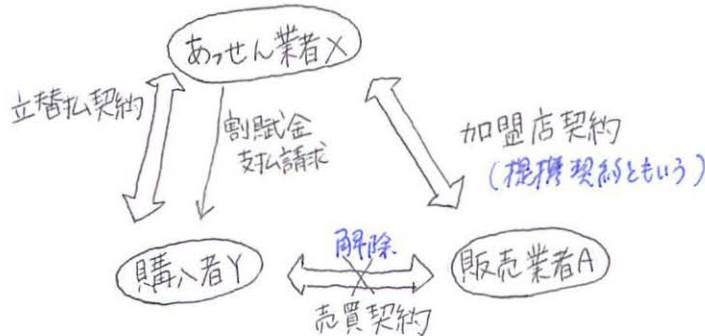 あっせん業者X
立替払契約
割賦金
支払請求
加盟店契約
(提携契約ともいう)
購入者Y
解除
販売業者A
売買契約